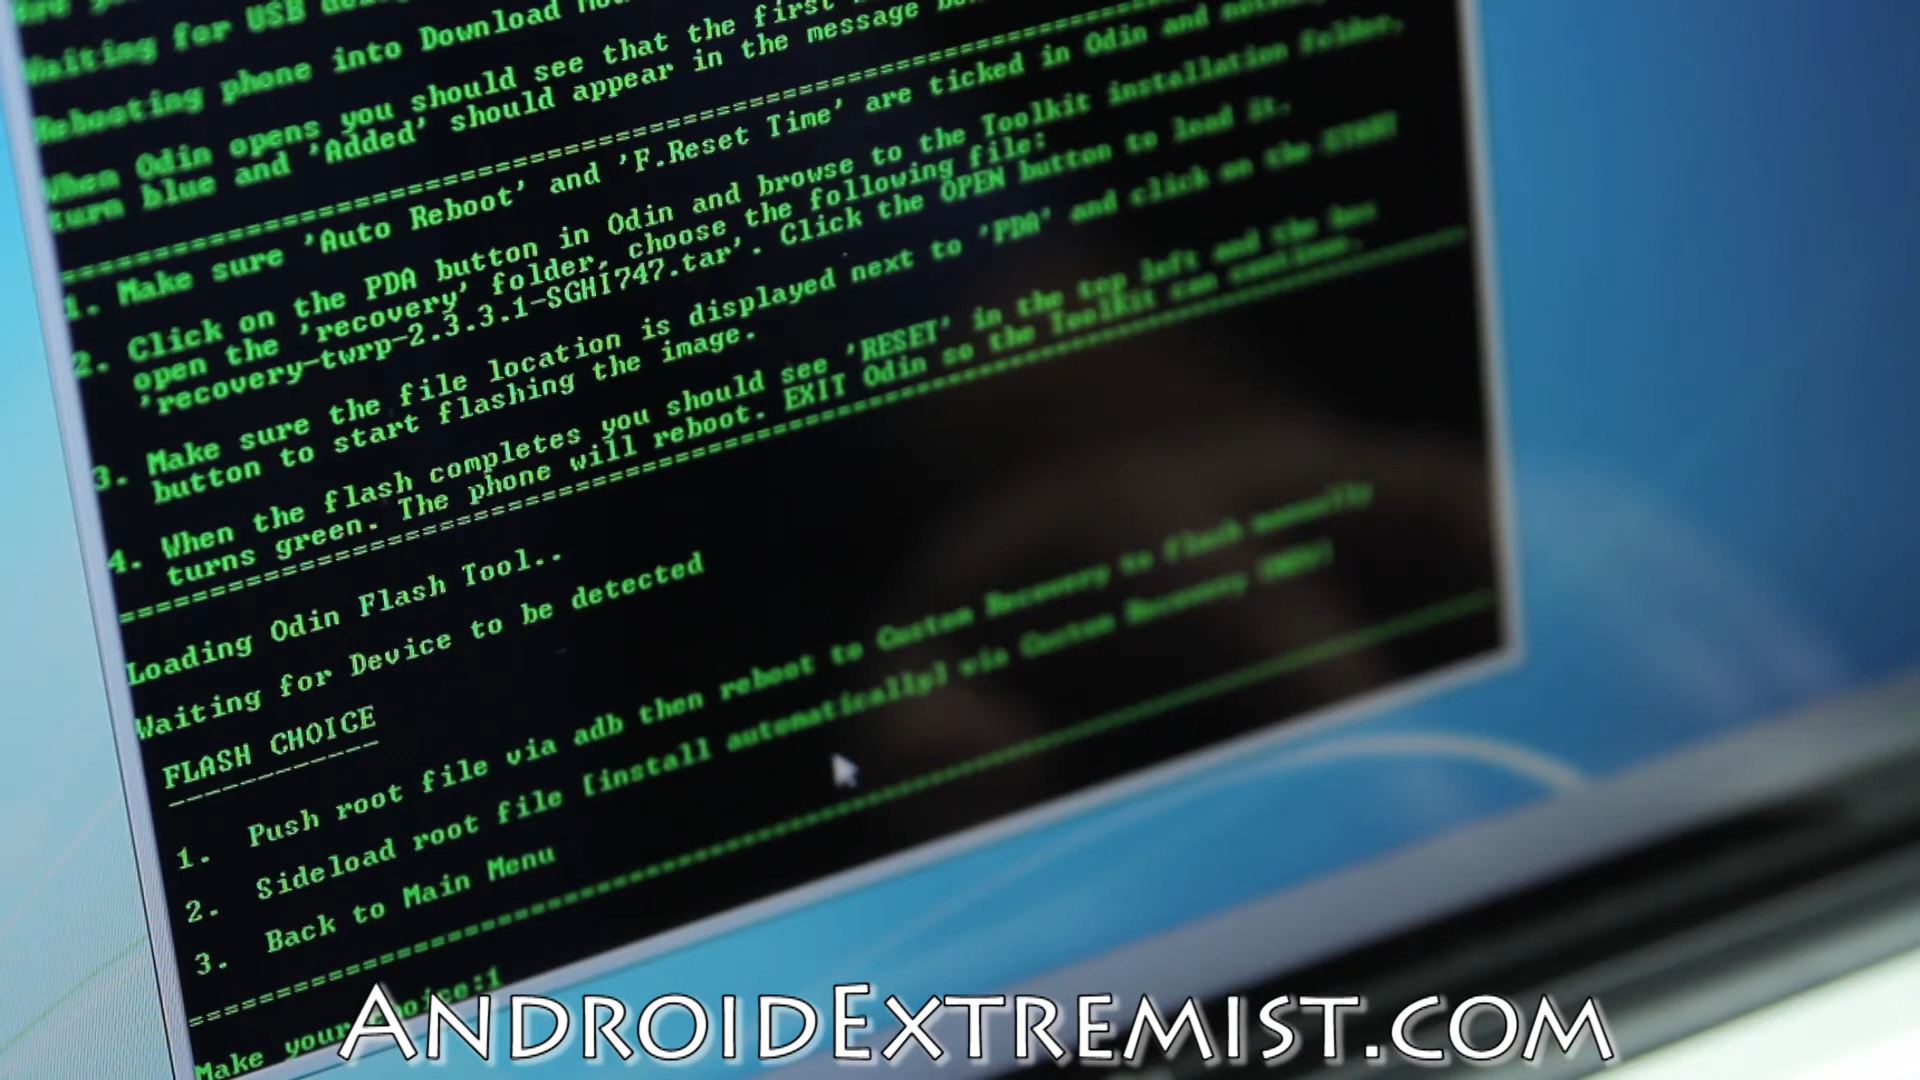 Waiting for USB
Rebooting phone into Download
When Odin opens you should see that the first
turn blue and 'Added' should appear in the message
================================================
1. Make sure 'Auto Reboot' and 'F.Reset Time' are ticked in Odin and
2. Click on the PDA button in Odin and browse to the Toolkit installation folder,
open the 'recovery' folder, choose the following file:
'recovery-twrp-2.3.3.1-SGHI747.tar'. Click the OPEN button to load it.
3. Make sure the file location is displayed next to 'PDA' and click on the START
button to start flashing the image.
4. When the flash completes you should see 'RESET' in the top left and the box
turns green. The phone will reboot. EXIT Odin so the ToolKit can continue.
================================================
Loading Odin Flash Tool..
Waiting for Device to be detected
FLASH CHOICE
------------
1. Push root file via adb then reboot to Custom Recovery to flash manually
2. Sideload root file [install automatically] via Custom Recovery
3. Back to Main Menu
================================================
Make your choice:1
AndroidExtremist.com